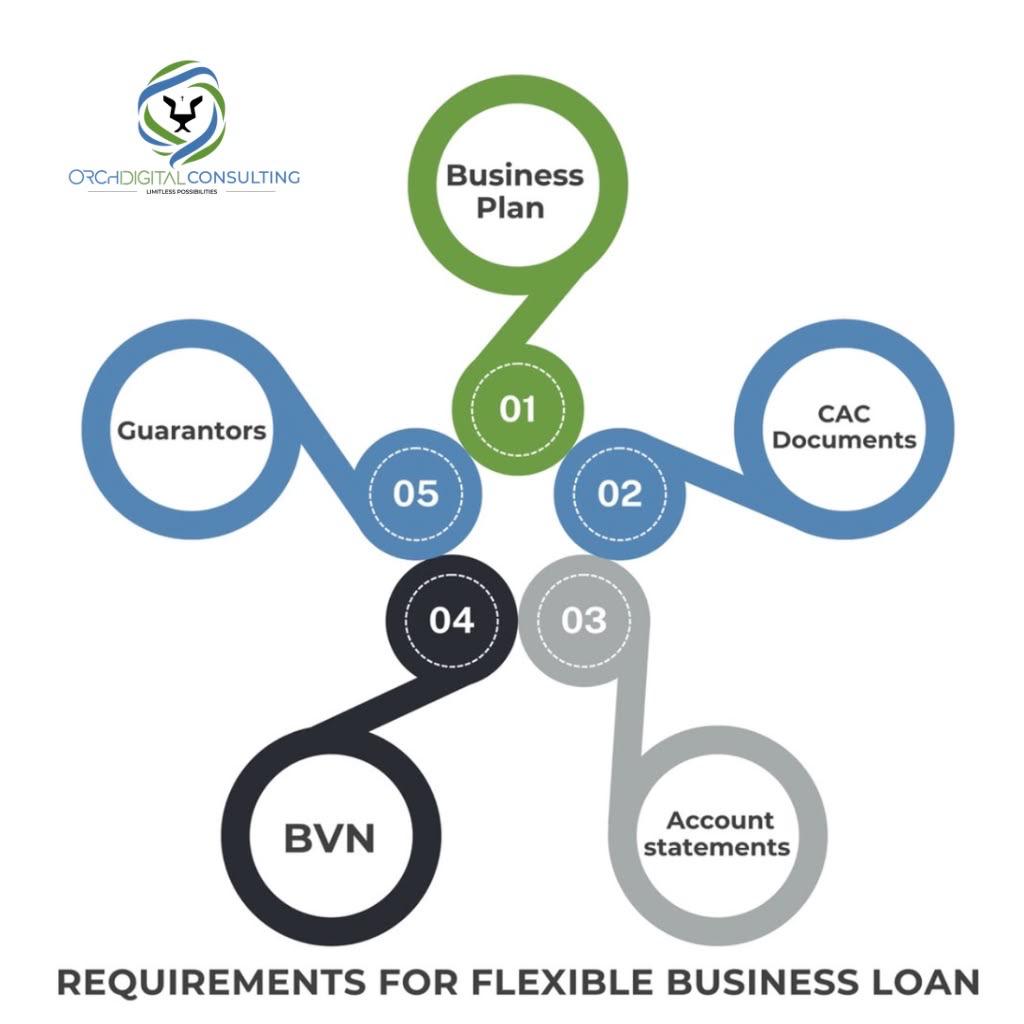 ORCHDIGITALCONSULTING
LIMITLESS POSSIBILITIES
Business
Plan
01
CAC
Documents
02
Account
statements
03
BVN
04
Guarantors
05
REQUIREMENTS FOR FLEXIBLE BUSINESS LOAN